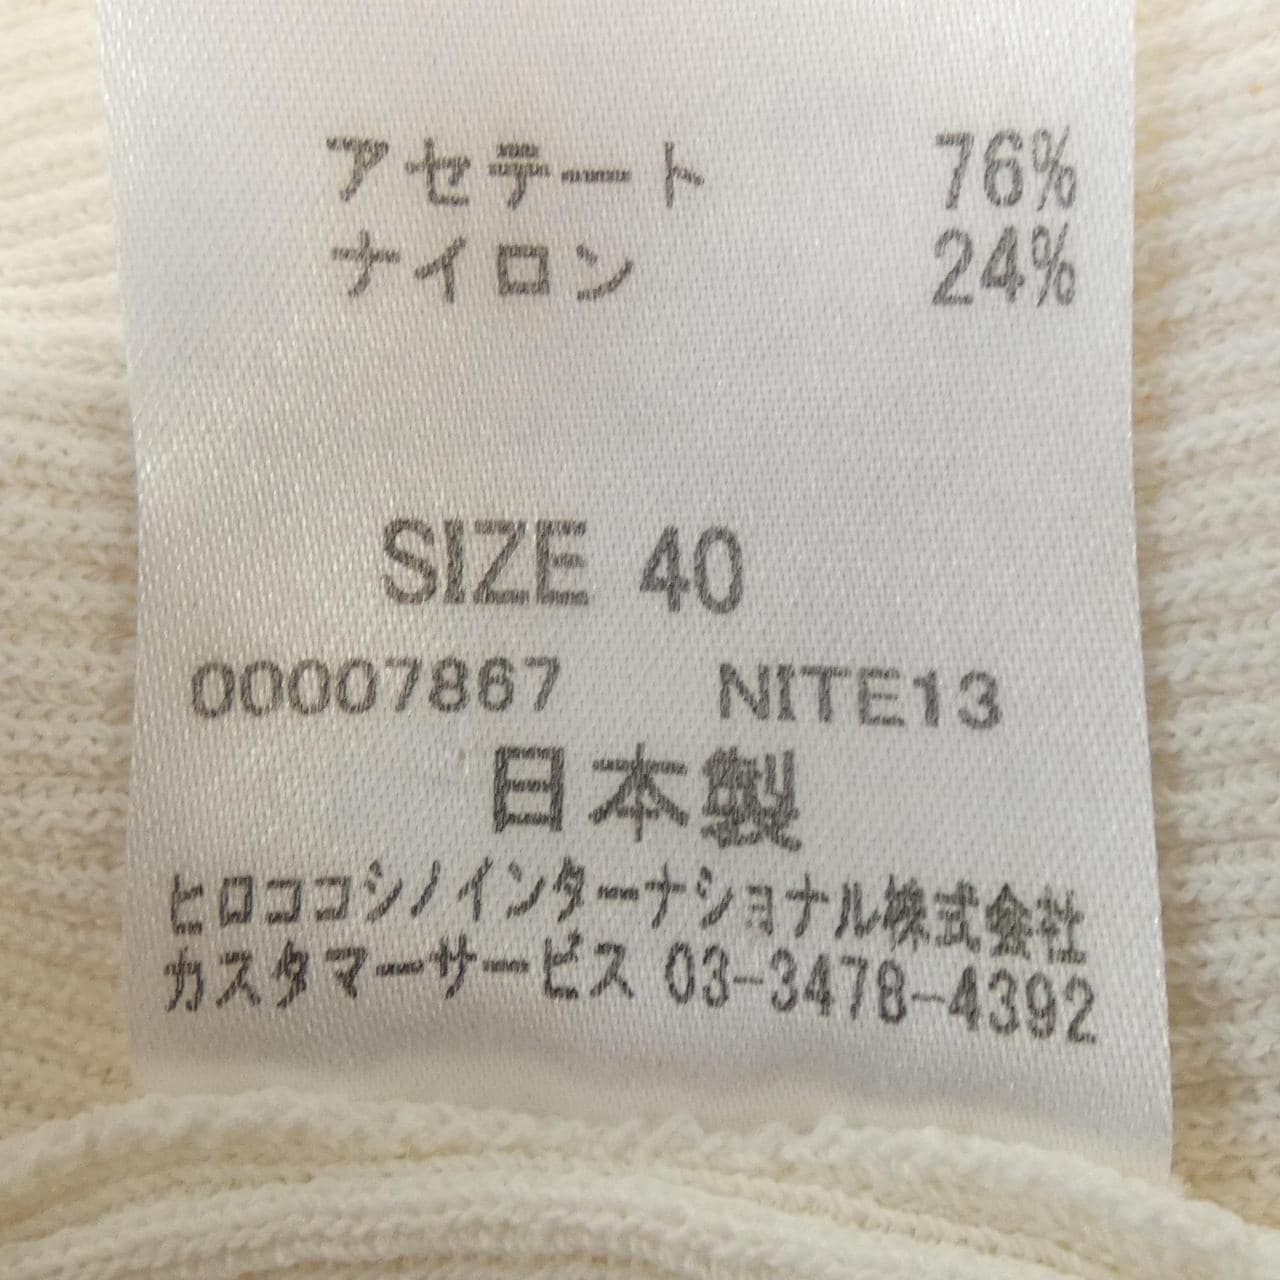 アセテート 76%
ナイロン 24%
SIZE 40
00007867 NITE13
日本製
ヒロココシノインターナショナル株式会社
カスタマーサービス 03-3478-4392